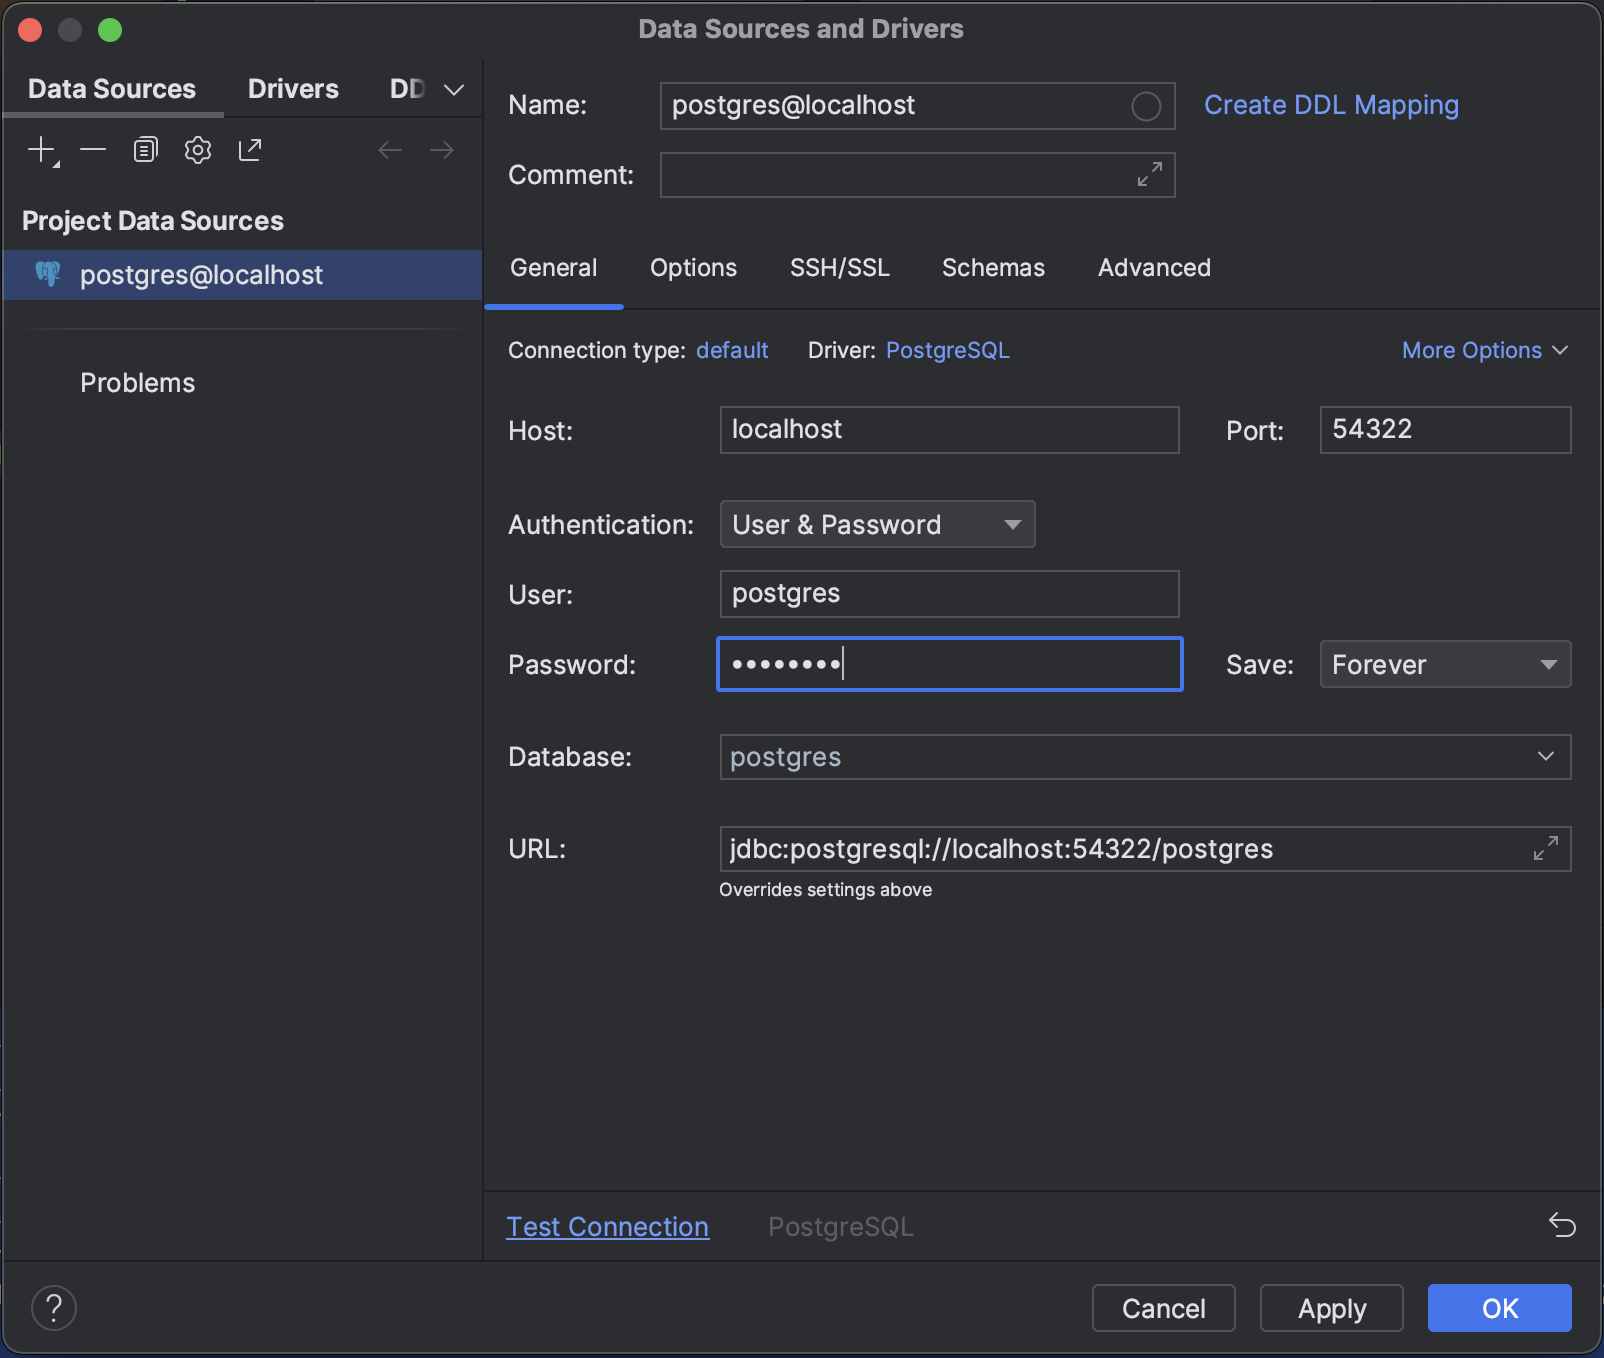 Data Sources and Drivers
Data Sources
Drivers
DD
Project Data Sources
postgres@localhost
Problems
Name: postgres@localhost Create DDL Mapping
Comment:
General Options SSH/SSL Schemas Advanced
Connection type: default Driver: PostgreSQL More Options
Host: localhost Port: 54322
Authentication: User & Password
User: postgres
Password: •••••••• Save: Forever
Database: postgres
URL: jdbc:postgresql://localhost:54322/postgres
Overrides settings above
Test Connection PostgreSQL
? Cancel Apply OK